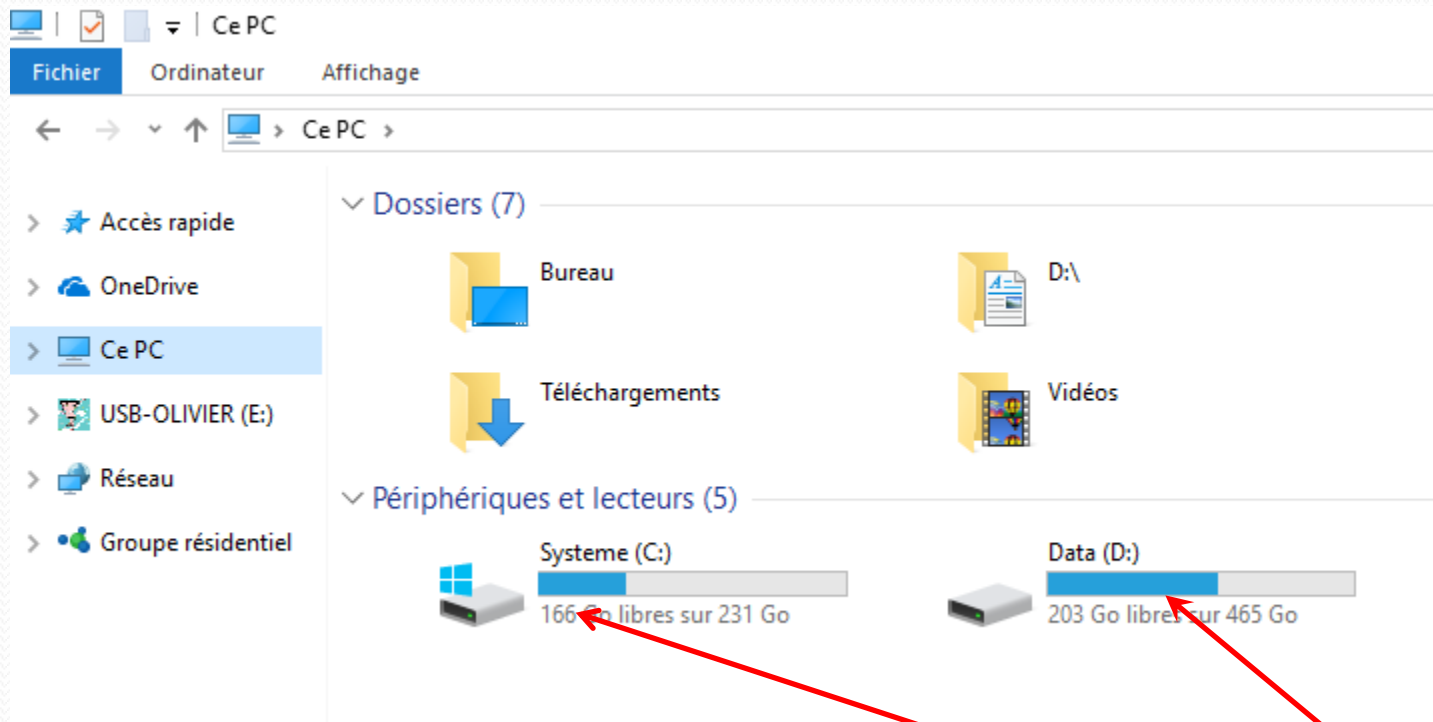 Ce PC
Fichier Ordinateur Affichage
Ce PC
Accès rapide
OneDrive
Ce PC
USB-OLIVIER (E:)
Réseau
Groupe résidentiel
Dossiers (7)
Bureau
D:\
Téléchargements
Vidéos
Périphériques et lecteurs (5)
Systeme (C:)
166 Go libres sur 231 Go
Data (D:)
203 Go libres sur 465 Go